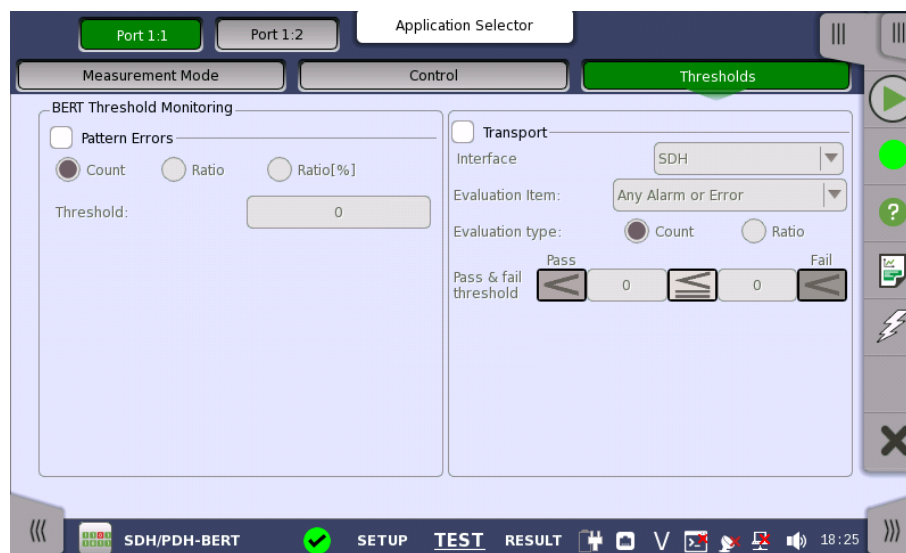 Port 1:1 Port 1:2 Application Selector
Measurement Mode Control Thresholds
BERT Threshold Monitoring
Pattern Errors
Count Ratio Ratio[%]
Threshold: 0
Transport
Interface SDH
Evaluation Item: Any Alarm or Error
Evaluation type: Count Ratio
Pass Fail
Pass & fail
threshold < 0 ≦ 0 <
?
SDH/PDH-BERT SETUP TEST RESULT V 18:25